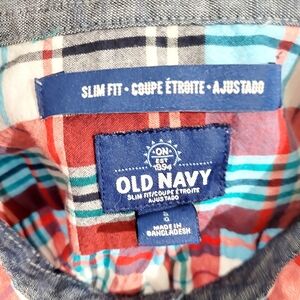 SLIM FIT • COUPE ÉTROITE • AJUSTADO
ON
EST
1994
OLD NAVY
SLIM FIT/COUPE ÉTROITE
AJUSTADO
S
MADE IN
BANGLADESH